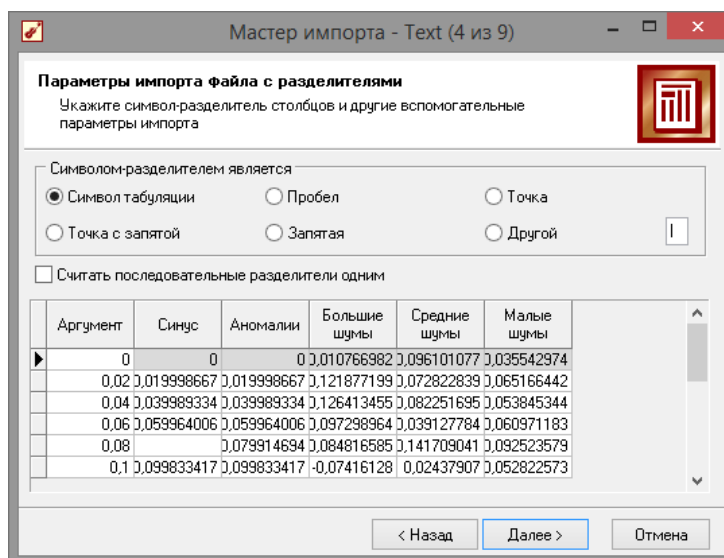 Мастер импорта - Text (4 из 9)
Параметры импорта файла с разделителями
Укажите символ-разделитель столбцов и другие вспомогательные
параметры импорта
Символом-разделителем является
Символ табуляции Пробел Точка
Точка с запятой Запятая Другой |
Считать последовательные разделители одним
Аргумент Синус Аномалии Большие шумы Средние шумы Малые шумы
0 0 0 0,010766982 0,096101077 0,035542974
0,02 0,019998667 0,019998667 0,121877199 0,072822839 0,065166442
0,04 0,039989334 0,039989334 0,126413455 0,082251695 0,053845344
0,06 0,059964006 0,059964006 0,097298964 0,039127784 0,060971183
0,08 0,079914694 0,084816585 0,141709041 0,092523579
0,1 0,099833417 0,099833417 -0,07416128 0,02437907 0,052822573
< Назад Далее > Отмена